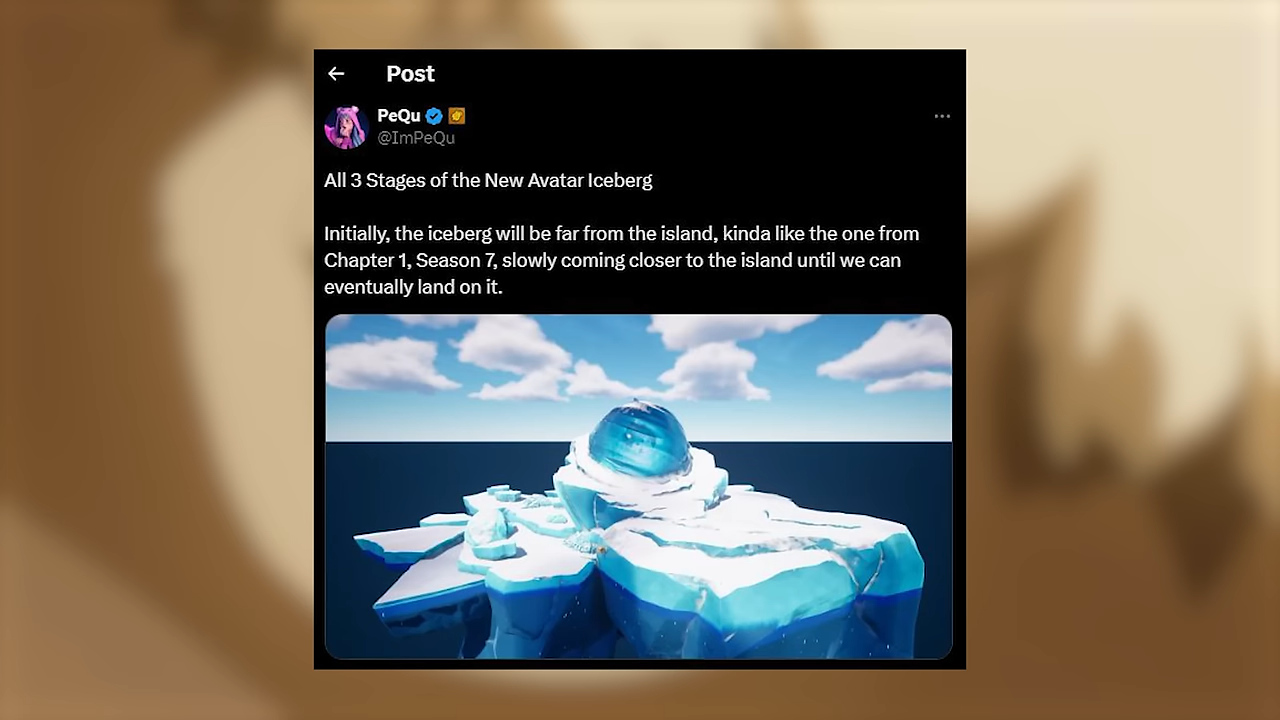 Post
PeQu
@ImPeQu
All 3 Stages of the New Avatar Iceberg
Initially, the iceberg will be far from the island, kinda like the one from
Chapter 1, Season 7, slowly coming closer to the island until we can
eventually land on it.